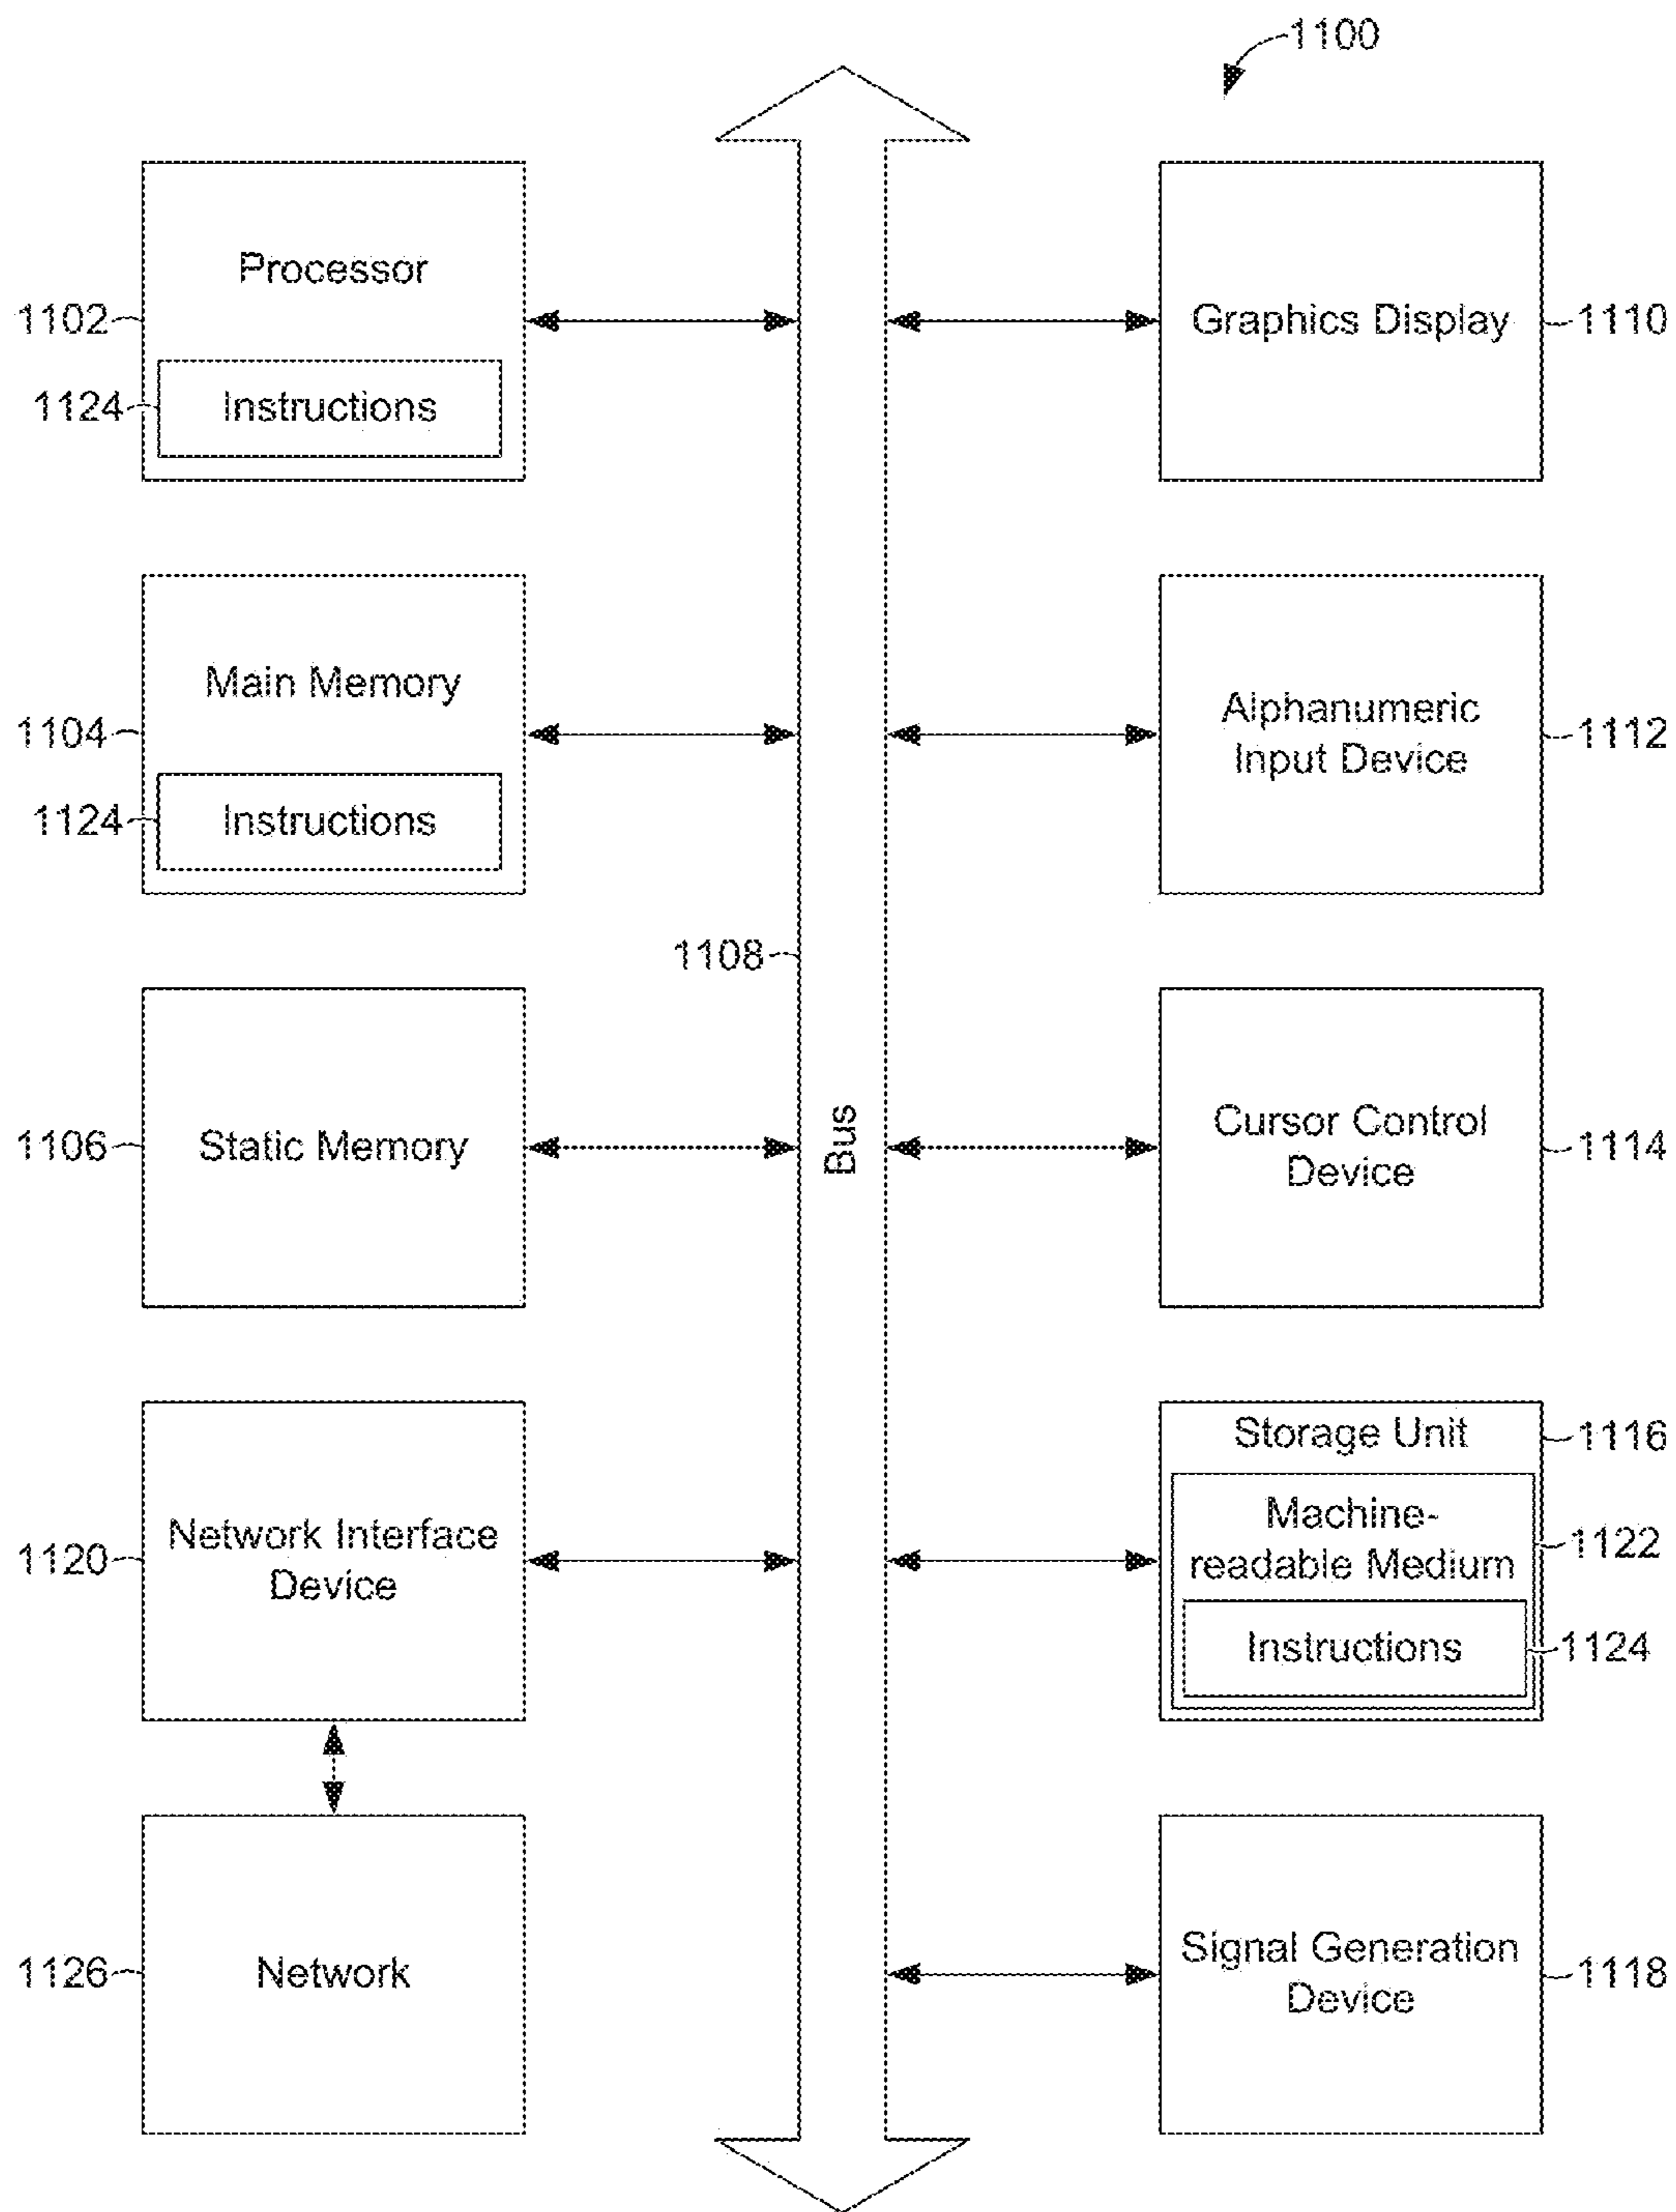 1100
Processor
1102
1124
Instructions
Graphics Display
1110
Main Memory
1104
1124
Instructions
Alphanumeric
Input Device
1112
1108
Bus
Static Memory
1106
Cursor Control
Device
1114
Network Interface
Device
1120
Storage Unit
1116
Machine-
readable Medium
1122
Instructions
1124
Network
1126
Signal Generation
Device
1118